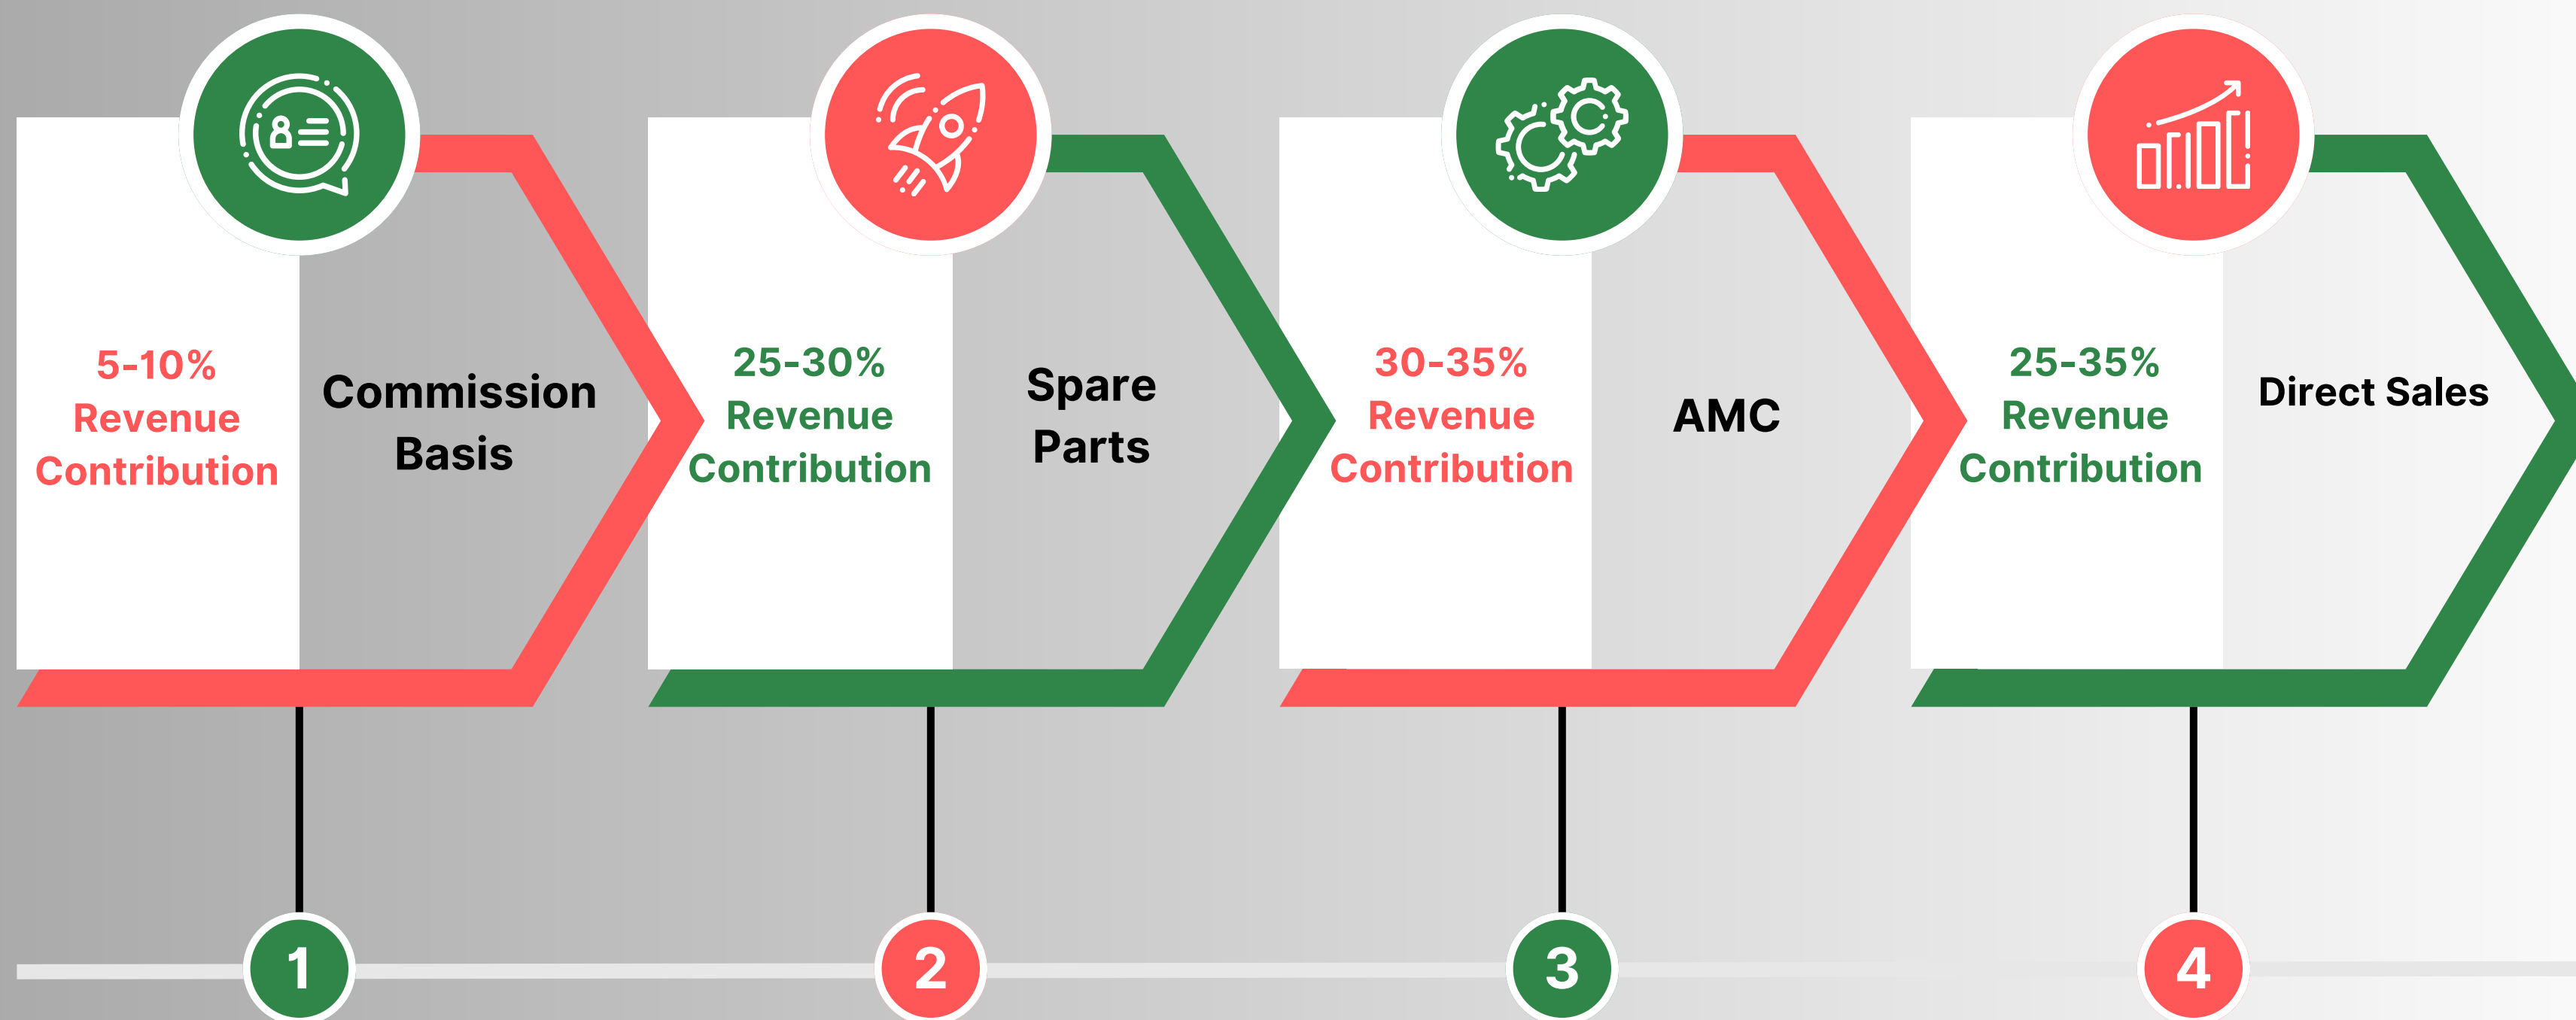 5-10%
Revenue
Contribution
Commission
Basis
25-30%
Revenue
Contribution
Spare
Parts
30-35%
Revenue
Contribution
AMC
25-35%
Revenue
Contribution
Direct Sales
1
2
3
4